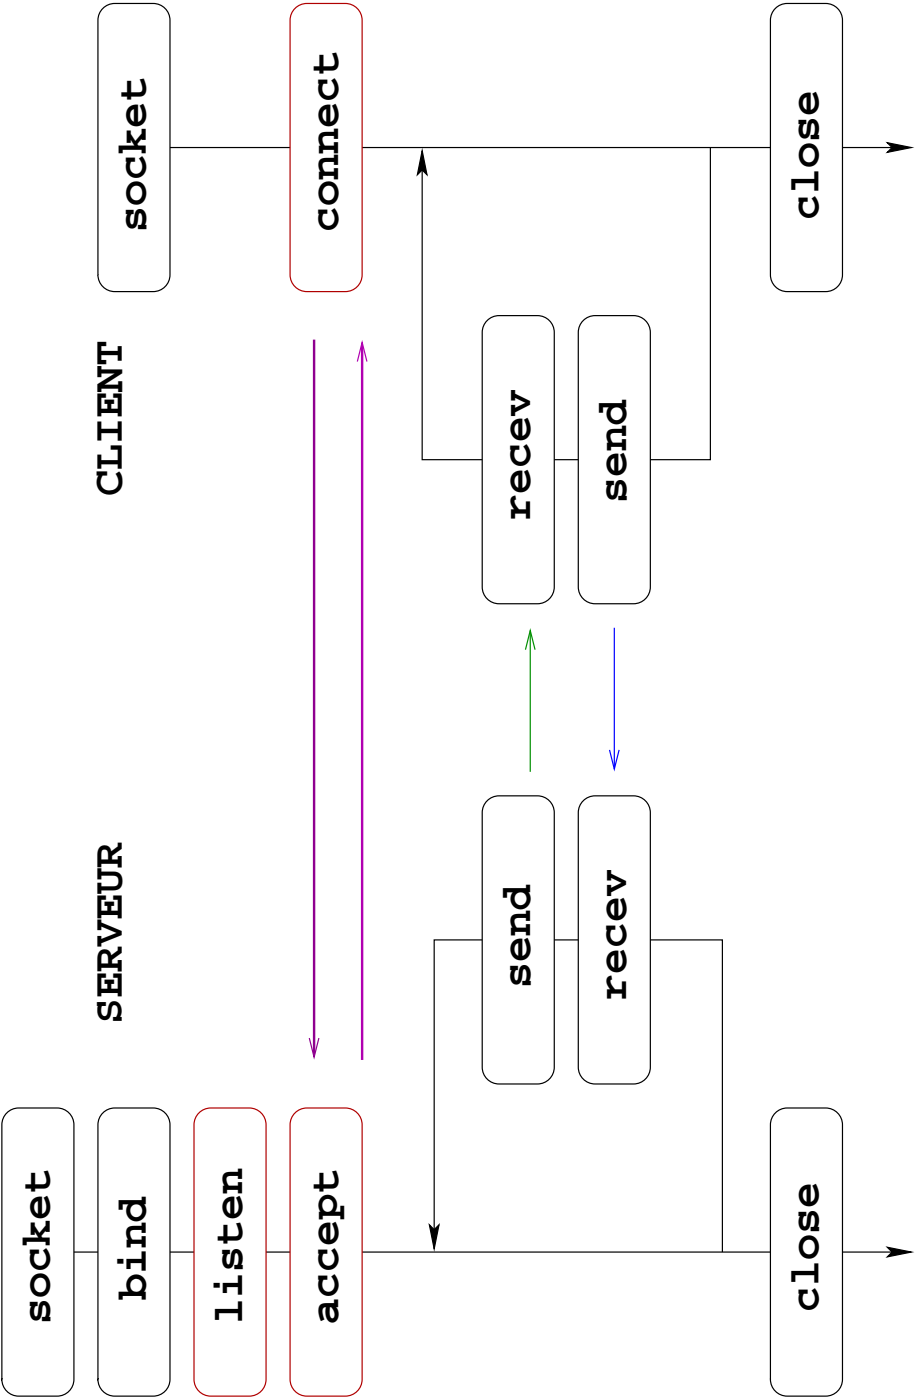 SERVEUR
CLIENT
socket
bind
listen
accept
send
recev
close
socket
connect
recev
send
close